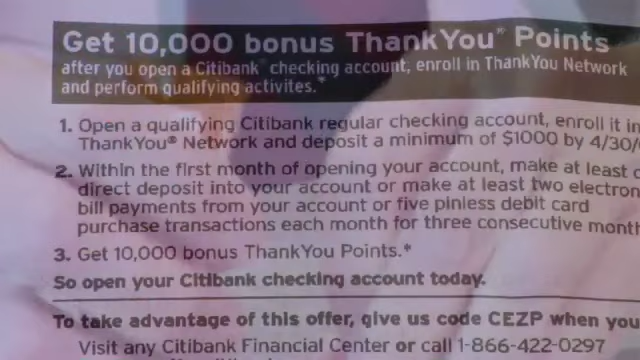 Get 10,000 bonus ThankYou® Points
after you open a Citibank® checking account, enroll in ThankYou Network
and perform qualifying activites.*
1. Open a qualifying Citibank regular checking account, enroll it in
ThankYou® Network and deposit a minimum of $1000 by 4/30/
2. Within the first month of opening your account, make at least
direct deposit into your account or make at least two electron
bill payments from your account or five pinless debit card
purchase transactions each month for three consecutive month
3. Get 10,000 bonus ThankYou Points.*
So open your Citibank checking account today.
To take advantage of this offer, give us code CEZP when you
Visit any Citibank Financial Center or call 1-866-422-0297